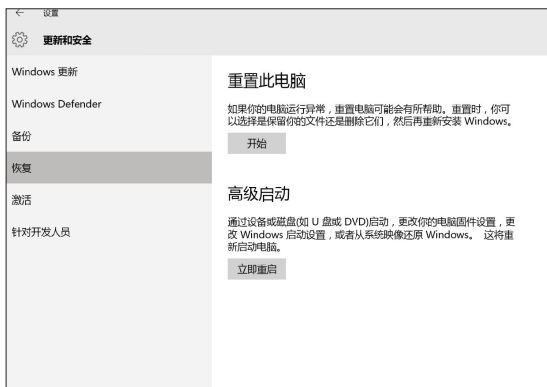 设置
更新和安全
Windows 更新
Windows Defender
备份
恢复
激活
针对开发人员
重置此电脑
如果你的电脑运行异常，重置电脑可能会有所帮助。重置时，你可
以选择是保留你的文件还是删除它们，然后再重新安装 Windows。
开始
高级启动
通过设备或磁盘(如 U 盘或 DVD)启动，更改你的电脑固件设置，更
改 Windows 启动设置，或者从系统映像还原 Windows。 这将重
新启动电脑。
立即重启